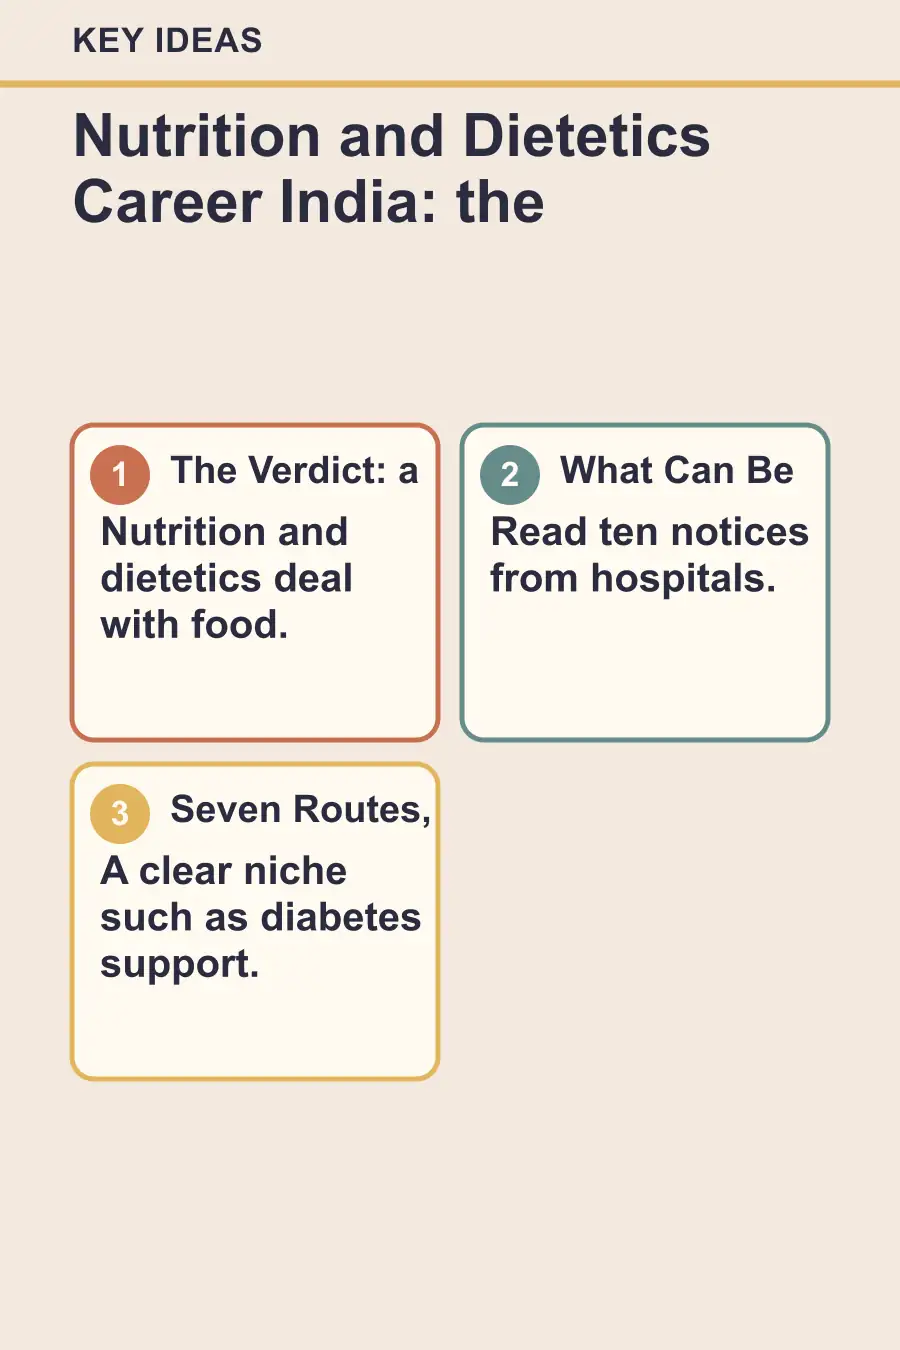 KEY IDEAS
Nutrition and Dietetics
Career India: the
1
The Verdict: a
Nutrition and
dietetics deal
with food.
2
What Can Be
Read ten notices
from hospitals.
3
Seven Routes,
A clear niche
such as diabetes
support.